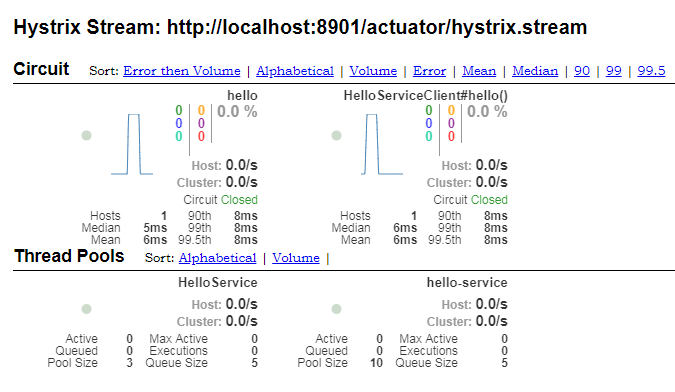 Hystrix Stream: http://localhost:8901/actuator/hystrix.stream
Circuit Sort: Error then Volume | Alphabetical | Volume | Error | Mean | Median | 90 | 99 | 99.5
hello
0 0 0.0 %
0 0
0 0
Host: 0.0/s
Cluster: 0.0/s
Circuit Closed
Hosts 1 90th 8ms
Median 5ms 99th 8ms
Mean 6ms 99.5th 8ms
HelloServiceClient#hello()
0 0 0.0 %
0 0
0 0
Host: 0.0/s
Cluster: 0.0/s
Circuit Closed
Hosts 1 90th 8ms
Median 6ms 99th 8ms
Mean 6ms 99.5th 8ms
Thread Pools Sort: Alphabetical | Volume |
HelloService
Host: 0.0/s
Cluster: 0.0/s
Active 0 Max Active 0
Queued 0 Executions 0
Pool Size 3 Queue Size 5
hello-service
Host: 0.0/s
Cluster: 0.0/s
Active 0 Max Active 0
Queued 0 Executions 0
Pool Size 10 Queue Size 5